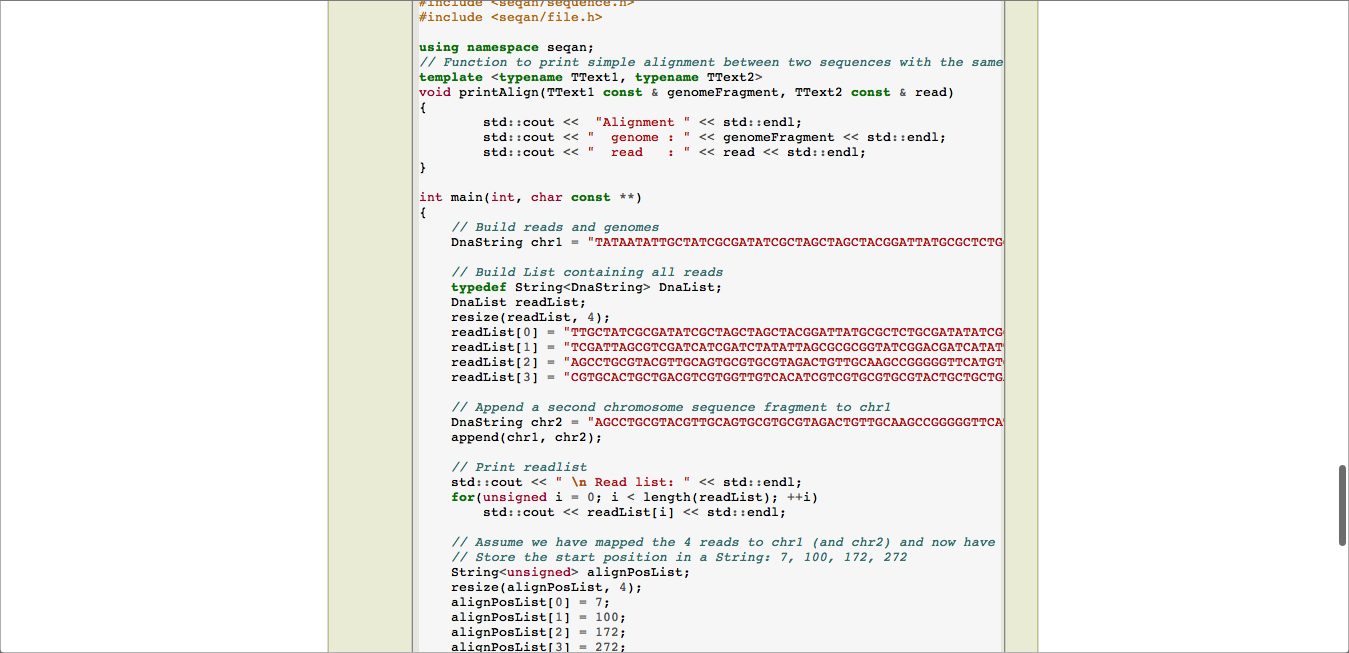 #include <seqan/sequence.h>
#include <seqan/file.h>
using namespace seqan;
// Function to print simple alignment between two sequences with the same
template <typename TText1, typename TText2>
void printAlign(TText1 const & genomeFragment, TText2 const & read)
{
        std::cout <<  "Alignment " << std::endl;
        std::cout << "  genome : " << genomeFragment << std::endl;
        std::cout << "  read   : " << read << std::endl;
}
int main(int, char const **)
{
    // Build reads and genomes
    DnaString chr1 = "TATAATATTGCTATCGCGATATCGCTAGCTAGCTACGGATTATGCGCTCTG
    // Build List containing all reads
    typedef String<DnaString> DnaList;
    DnaList readList;
    resize(readList, 4);
    readList[0] = "TTGCTATCGCGATATCGCTAGCTAGCTACGGATTATGCGCTCTGCGATATATCG
    readList[1] = "TCGATTAGCGTCGATCATCGATCTATATTAGCGCGCGGTATCGGACGATCATAT
    readList[2] = "AGCCTGCGTACGTTGCAGTGCGTGCGTAGACTGTTGCAAGCCGGGGGTTCATGT
    readList[3] = "CGTGCACTGCTGACGTCGTGGTTGTCACATCGTCGTGCGTGCGTACTGCTGCTG
    // Append a second chromosome sequence fragment to chr1
    DnaString chr2 = "AGCCTGCGTACGTTGCAGTGCGTGCGTAGACTGTTGCAAGCCGGGGGTTCA
    append(chr1, chr2);
    // Print readlist
    std::cout << " \n Read list: " << std::endl;
    for(unsigned i = 0; i < length(readList); ++i)
        std::cout << readList[i] << std::endl;
    // Assume we have mapped the 4 reads to chr1 (and chr2) and now have
    // Store the start position in a String: 7, 100, 172, 272
    String<unsigned> alignPosList;
    resize(alignPosList, 4);
    alignPosList[0] = 7;
    alignPosList[1] = 100;
    alignPosList[2] = 172;
    alignPosList[3] = 272;